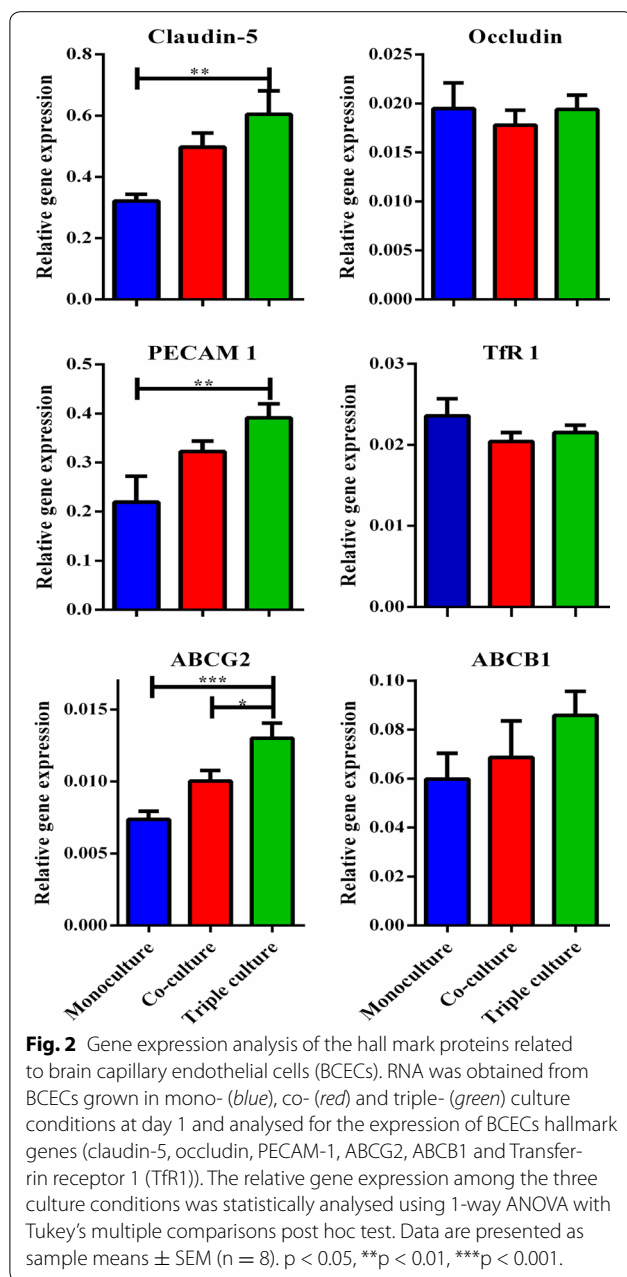 Claudin-5
Occludin
Relative gene expression
0.8
0.6
0.4
0.2
0.0
**
Relative gene expression
0.025
0.020
0.015
0.010
0.005
0.000
PECAM 1
TfR 1
Relative gene expression
0.5
0.4
0.3
0.2
0.1
0.0
**
Relative gene expression
0.03
0.02
0.01
0.00
ABCG2
ABCB1
Relative gene expression
0.015
0.010
0.005
0.000
***
*
Monoculture
Co-culture
Triple culture
Relative gene expression
0.10
0.08
0.06
0.04
0.02
0.00
Monoculture
Co-culture
Triple culture
Fig. 2 Gene expression analysis of the hall mark proteins related
to brain capillary endothelial cells (BCECs). RNA was obtained from
BCECs grown in mono- (blue), co- (red) and triple- (green) culture
conditions at day 1 and analysed for the expression of BCECs hallmark
genes (claudin-5, occludin, PECAM-1, ABCG2, ABCB1 and Transfer-
rin receptor 1 (TfR1)). The relative gene expression among the three
culture conditions was statistically analysed using 1-way ANOVA with
Tukey's multiple comparisons post hoc test. Data are presented as
sample means ± SEM (n = 8). p < 0.05, **p < 0.01, ***p < 0.001.